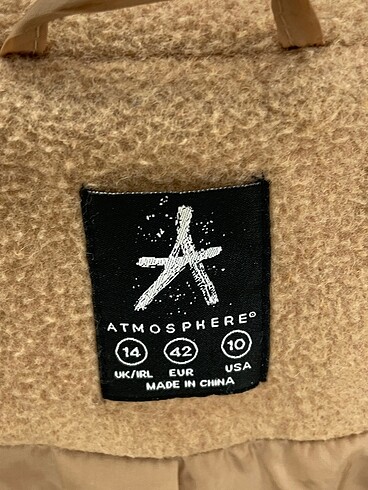 A
ATMOSPHERE®
14 42 10
UK/IRL EUR USA
MADE IN CHINA